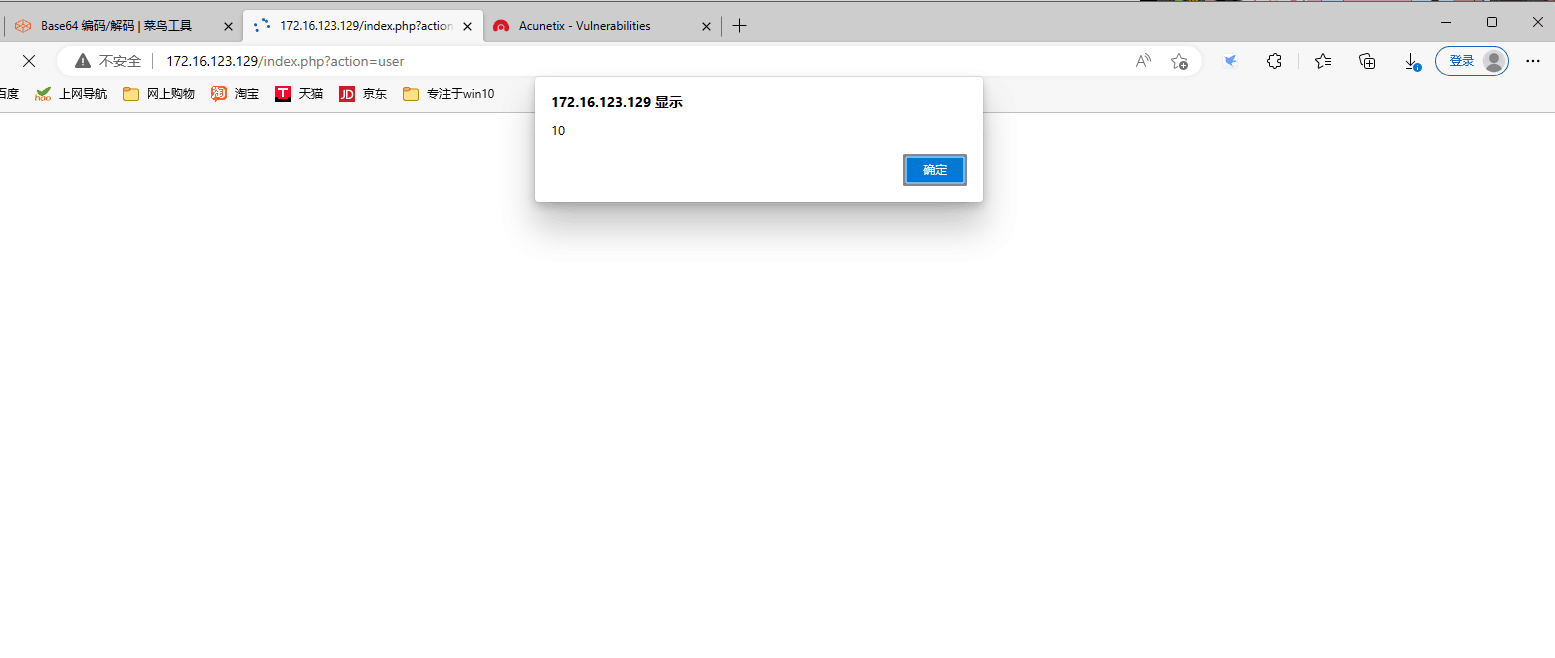 Base64 编码/解码 | 菜鸟工具
172.16.123.129/index.php?action
Acunetix - Vulnerabilities
不安全
172.16.123.129/index.php?action=user
登录
百度
hao 上网导航
网上购物
淘 淘宝
T 天猫
JD 京东
专注于win10
172.16.123.129 显示
10
确定